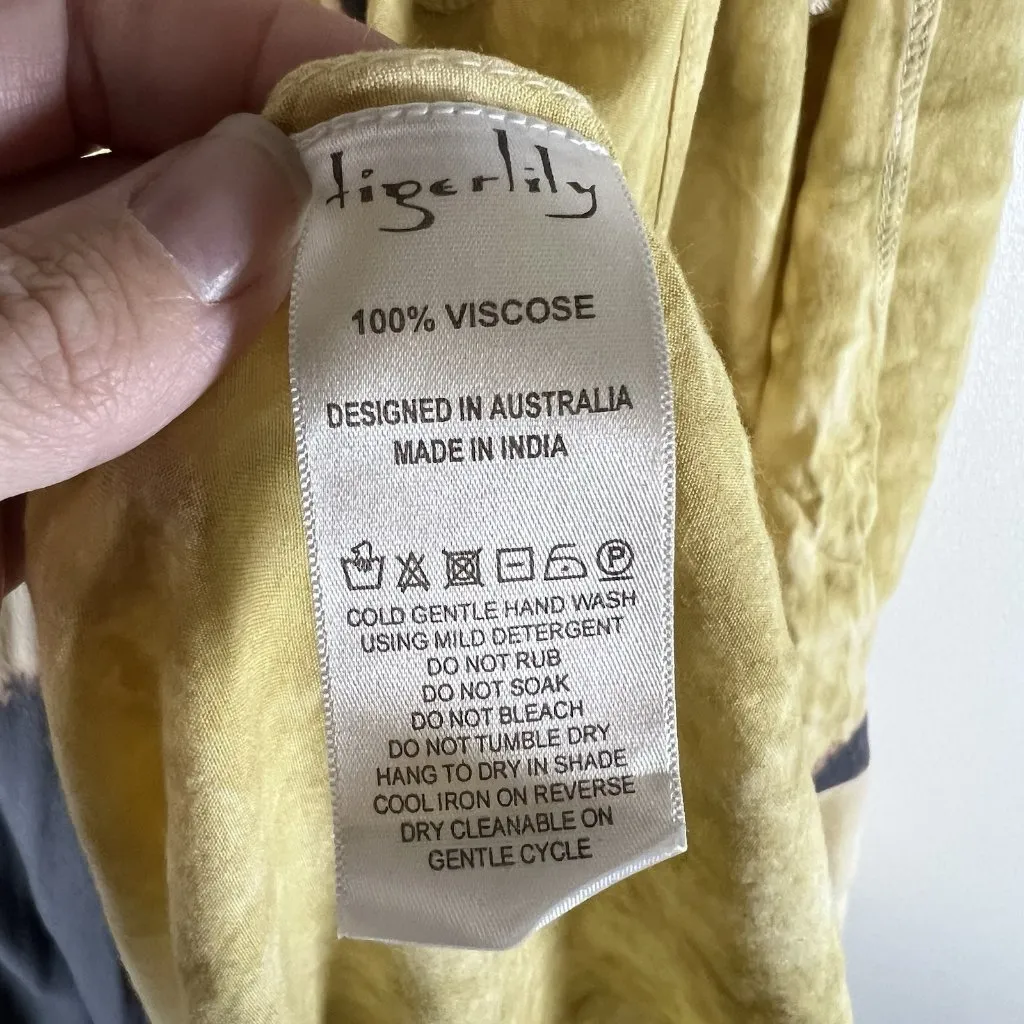 tigerlily
100% VISCOSE
DESIGNED IN AUSTRALIA
MADE IN INDIA
P
COLD GENTLE HAND WASH
USING MILD DETERGENT
DO NOT RUB
DO NOT SOAK
DO NOT BLEACH
DO NOT TUMBLE DRY
HANG TO DRY IN SHADE
COOL IRON ON REVERSE
DRY CLEANABLE ON
GENTLE CYCLE